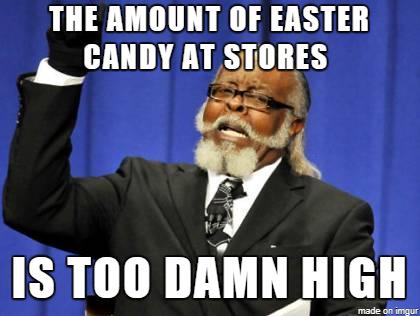 THE AMOUNT OF EASTER
CANDY AT STORES
IS TOO DAMN HIGH
made on imgur